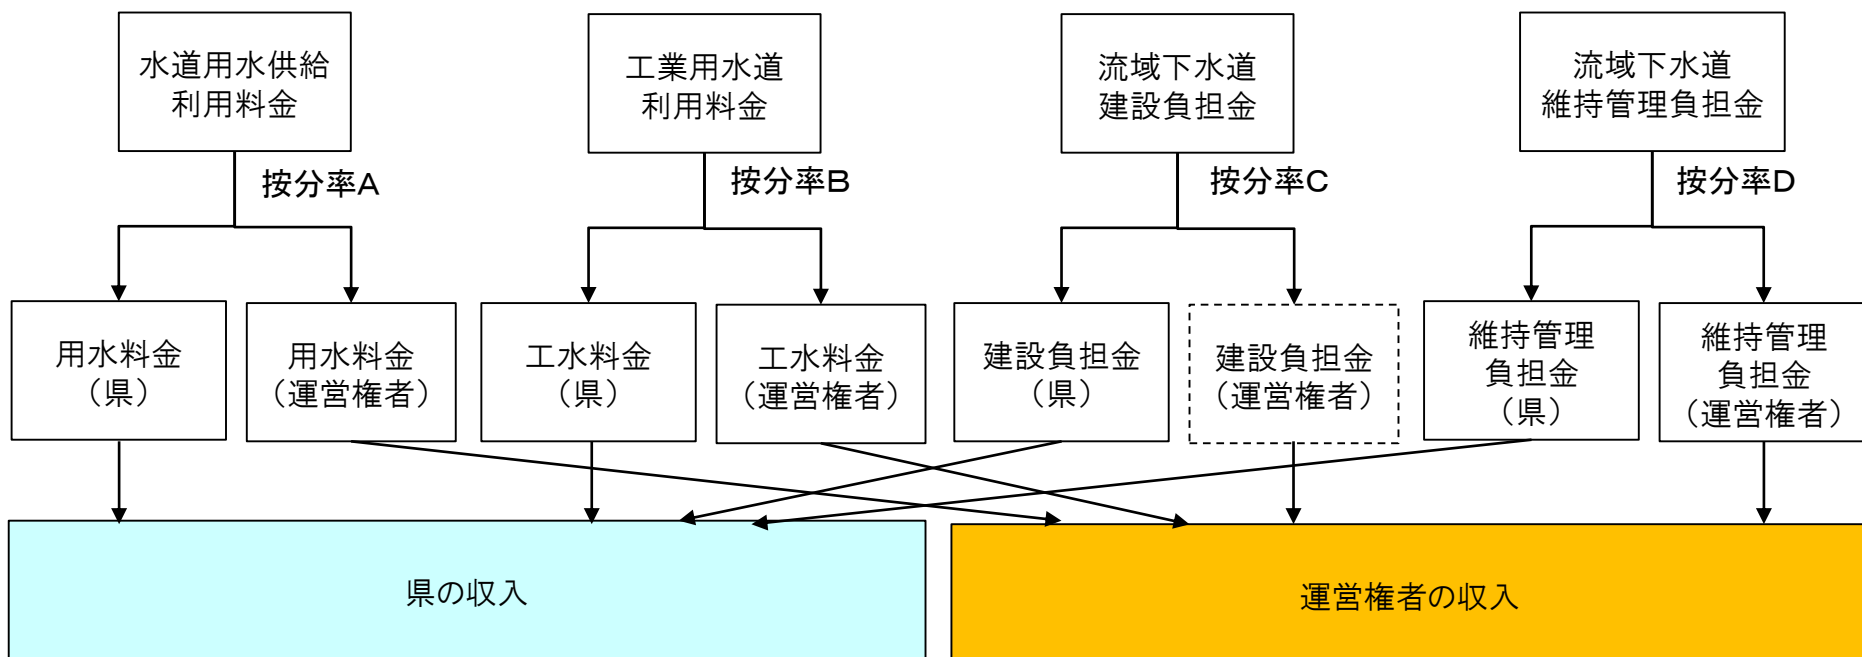 水道用水供給
利用料金
工業用水道
利用料金
流域下水道
建設負担金
流域下水道
維持管理負担金
按分率A
按分率B
按分率C
按分率D
用水料金
（県）
用水料金
（運営権者）
工水料金
（県）
工水料金
（運営権者）
建設負担金
（県）
建設負担金
（運営権者）
維持管理
負担金
（県）
維持管理
負担金
（運営権者）
県の収入
運営権者の収入